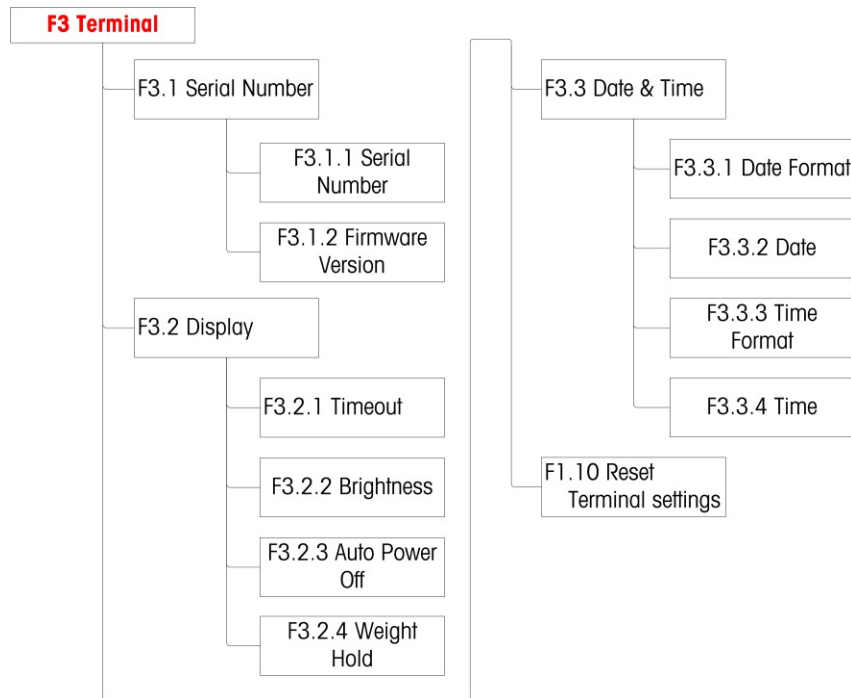 F3 Terminal
F3.1 Serial Number
F3.1.1 Serial
Number
F3.1.2 Firmware
Version
F3.2 Display
F3.2.1 Timeout
F3.2.2 Brightness
F3.2.3 Auto Power
Off
F3.2.4 Weight
Hold
F3.3 Date & Time
F3.3.1 Date Format
F3.3.2 Date
F3.3.3 Time
Format
F3.3.4 Time
F1.10 Reset
Terminal settings